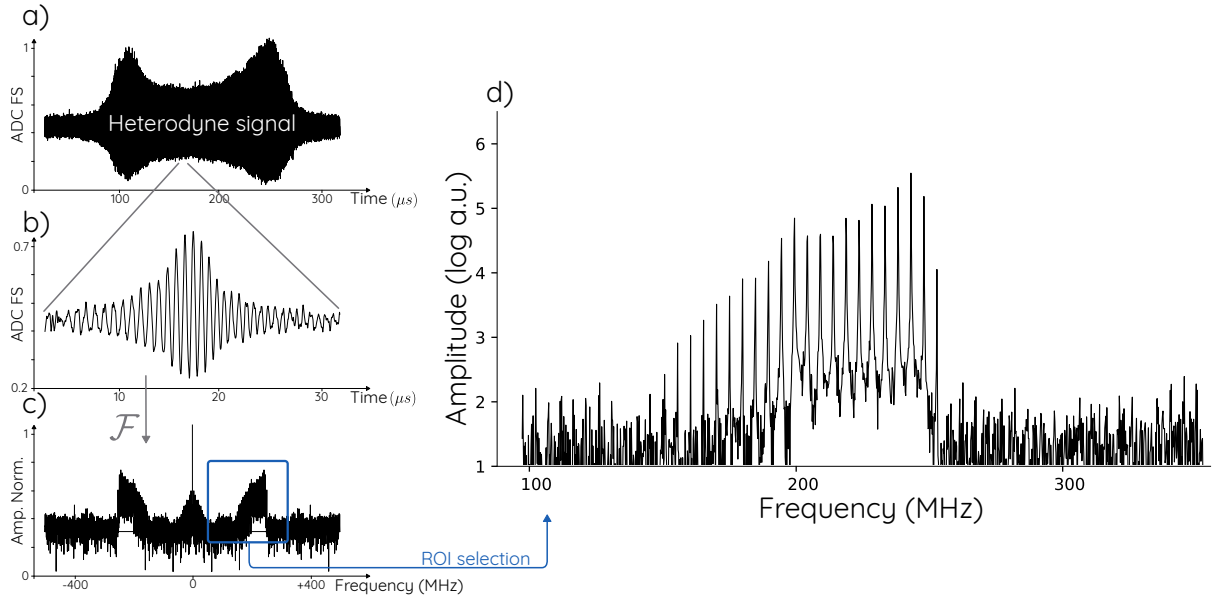 a)
1
ADC FS
Heterodyne signal
0
100
200
300
Time (μs)
b)
0.7
ADC FS
0.2
10
20
30
Time (μs)
c)
ℱ
1
Amp. Norm.
0
-400
0
+400
Frequency (MHz)
ROI selection
d)
6
5
4
3
2
1
Amplitude (log a.u.)
100
200
300
Frequency (MHz)